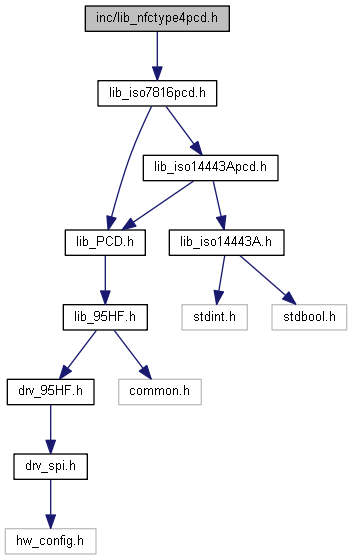 inc/lib_nfctype4pcd.h
lib_iso7816pcd.h
lib_iso14443Apcd.h
lib_PCD.h
lib_iso14443A.h
lib_95HF.h
stdint.h
stdbool.h
drv_95HF.h
common.h
drv_spi.h
hw_config.h